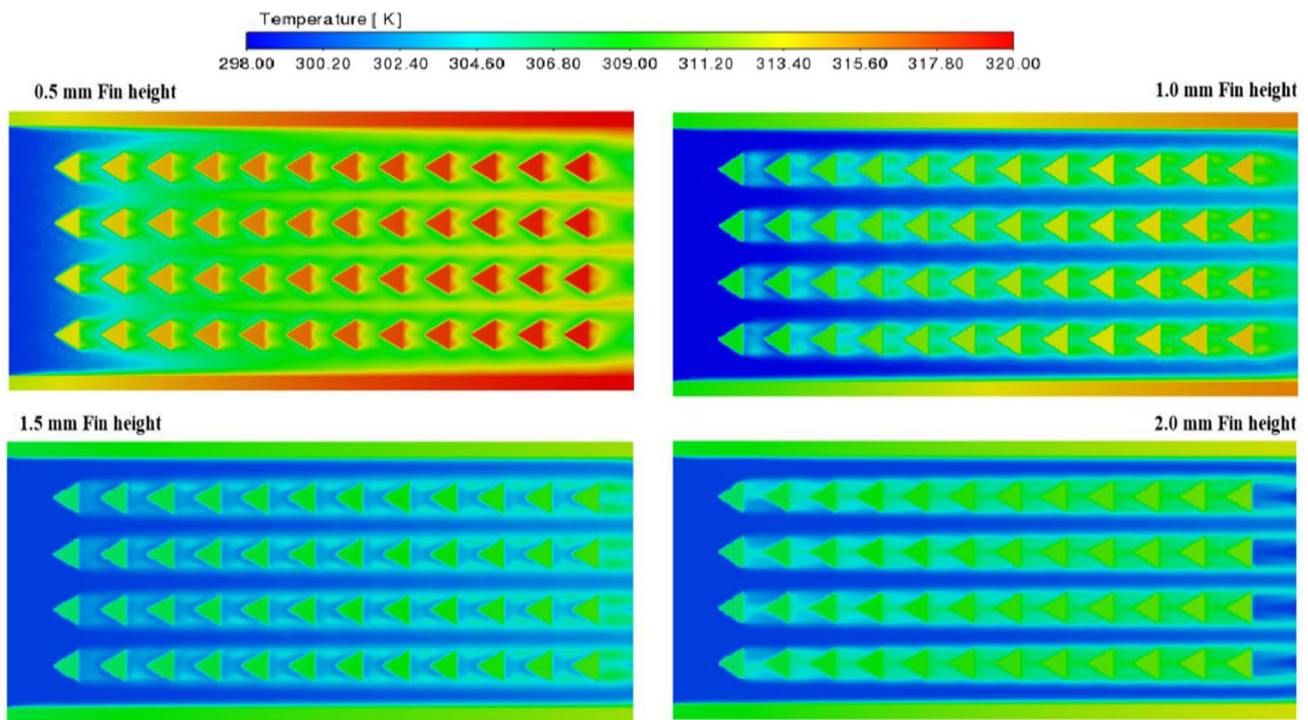 Temperature [ K]
298.00 300.20 302.40 304.60 306.80 309.00 311.20 313.40 315.60 317.80 320.00
0.5 mm Fin height
1.0 mm Fin height
1.5 mm Fin height
2.0 mm Fin height